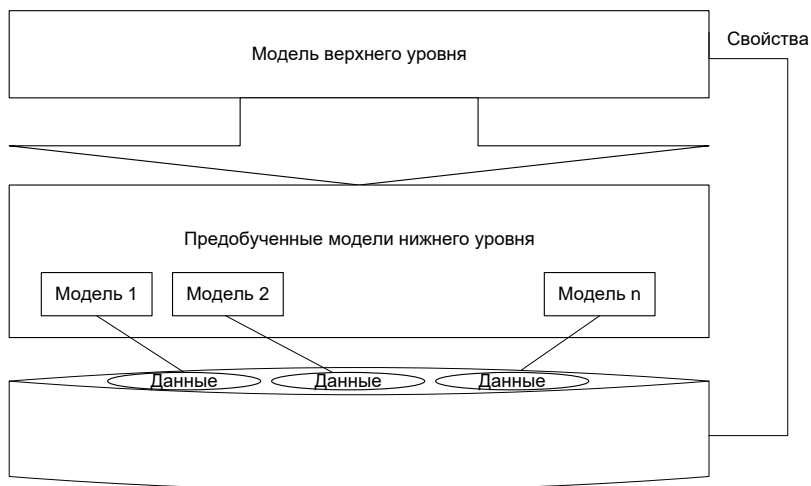 Модель верхнего уровня
Свойства
Предобученные модели нижнего уровня
Модель 1
Модель 2
Модель n
Данные
Данные
Данные